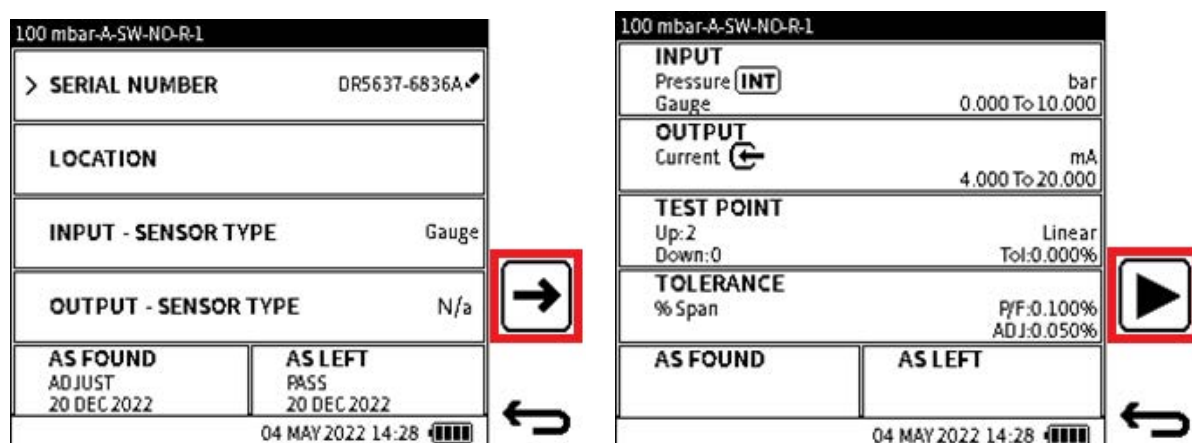 100 mbar-A-SW-NO-R-1
> SERIAL NUMBER DR5637-6836A
LOCATION
INPUT - SENSOR TYPE Gauge
OUTPUT - SENSOR TYPE N/a
AS FOUND AS LEFT
ADJUST PASS
20 DEC 2022 20 DEC 2022
04 MAY 2022 14:28
100 mbar-A-SW-NO-R-1
INPUT
Pressure INT bar
Gauge 0.000 To 10.000
OUTPUT
Current mA
4.000 To 20.000
TEST POINT
Up:2 Linear
Down:0 Tol:0.000%
TOLERANCE
% Span P/F:0.100%
ADJ:0.050%
AS FOUND AS LEFT
04 MAY 2022 14:28